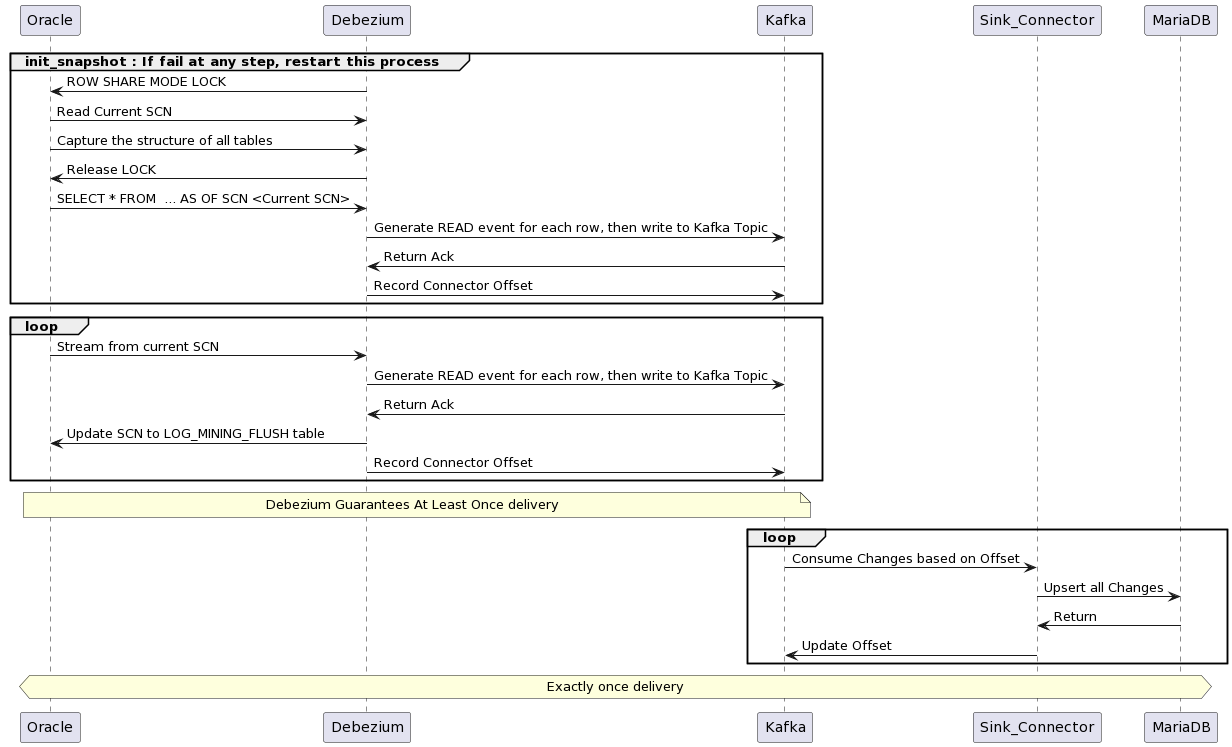 Oracle
Debezium
Kafka
Sink_Connector
MariaDB
init_snapshot : If fail at any step, restart this process
ROW SHARE MODE LOCK
Read Current SCN
Capture the structure of all tables
Release LOCK
SELECT * FROM  ... AS OF SCN <Current SCN>
Generate READ event for each row, then write to Kafka Topic
Return Ack
Record Connector Offset
loop
Stream from current SCN
Generate READ event for each row, then write to Kafka Topic
Return Ack
Update SCN to LOG_MINING_FLUSH table
Record Connector Offset
Debezium Guarantees At Least Once delivery
loop
Consume Changes based on Offset
Upsert all Changes
Return
Update Offset
Exactly once delivery
Oracle
Debezium
Kafka
Sink_Connector
MariaDB